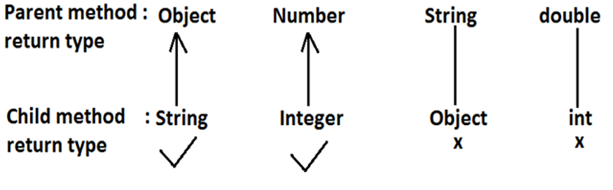 Parent method : Object Number String double
return type
Child method : String Integer Object int
return type x x